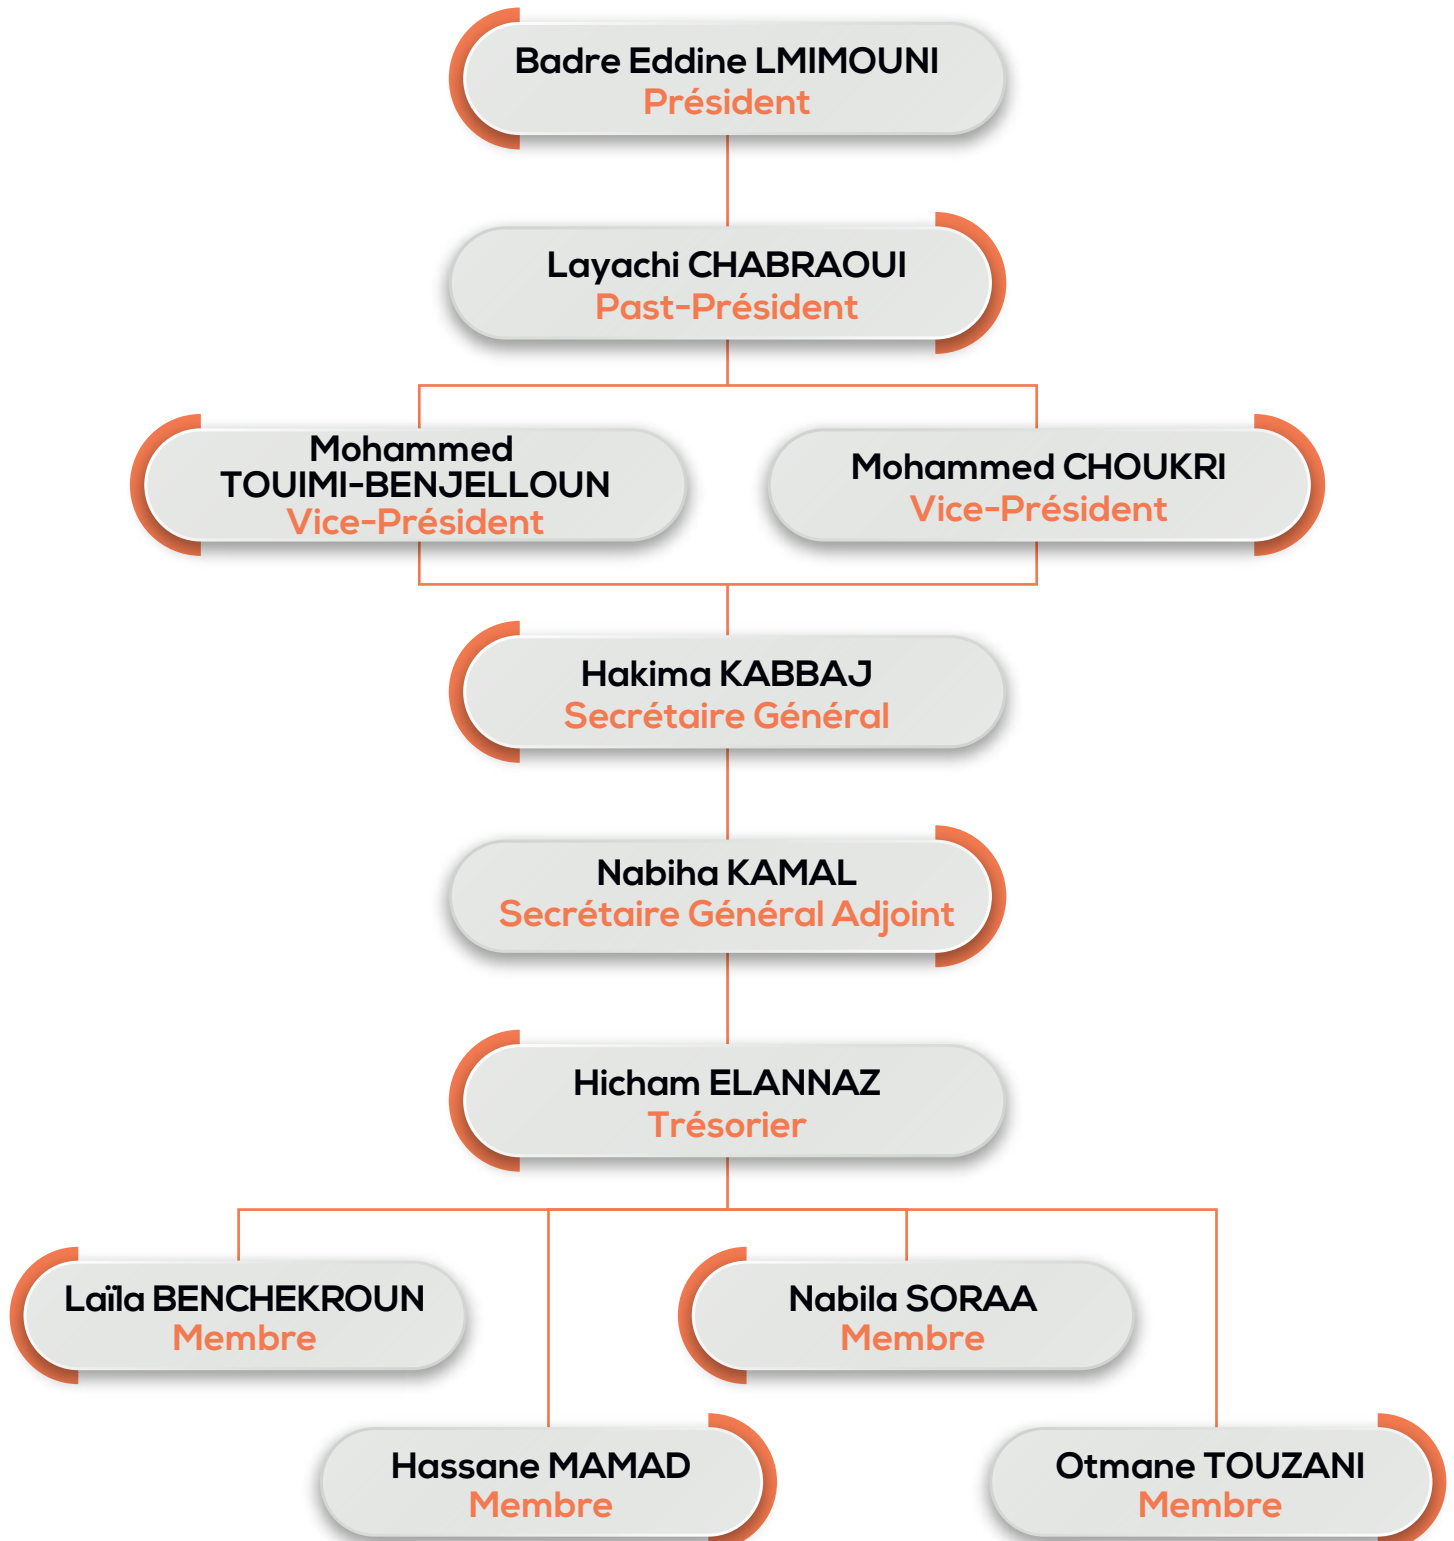 Badre Eddine LMIMOUNI
Président
Layachi CHABRAOUI
Past-Président
Mohammed
TOUIMI-BENJELLOUN
Vice-Président
Mohammed CHOUKRI
Vice-Président
Hakima KABBAJ
Secrétaire Général
Nabiha KAMAL
Secrétaire Général Adjoint
Hicham ELANNAZ
Trésorier
Laïla BENCHEKROUN
Membre
Nabila SORAA
Membre
Hassane MAMAD
Membre
Otmane TOUZANI
Membre